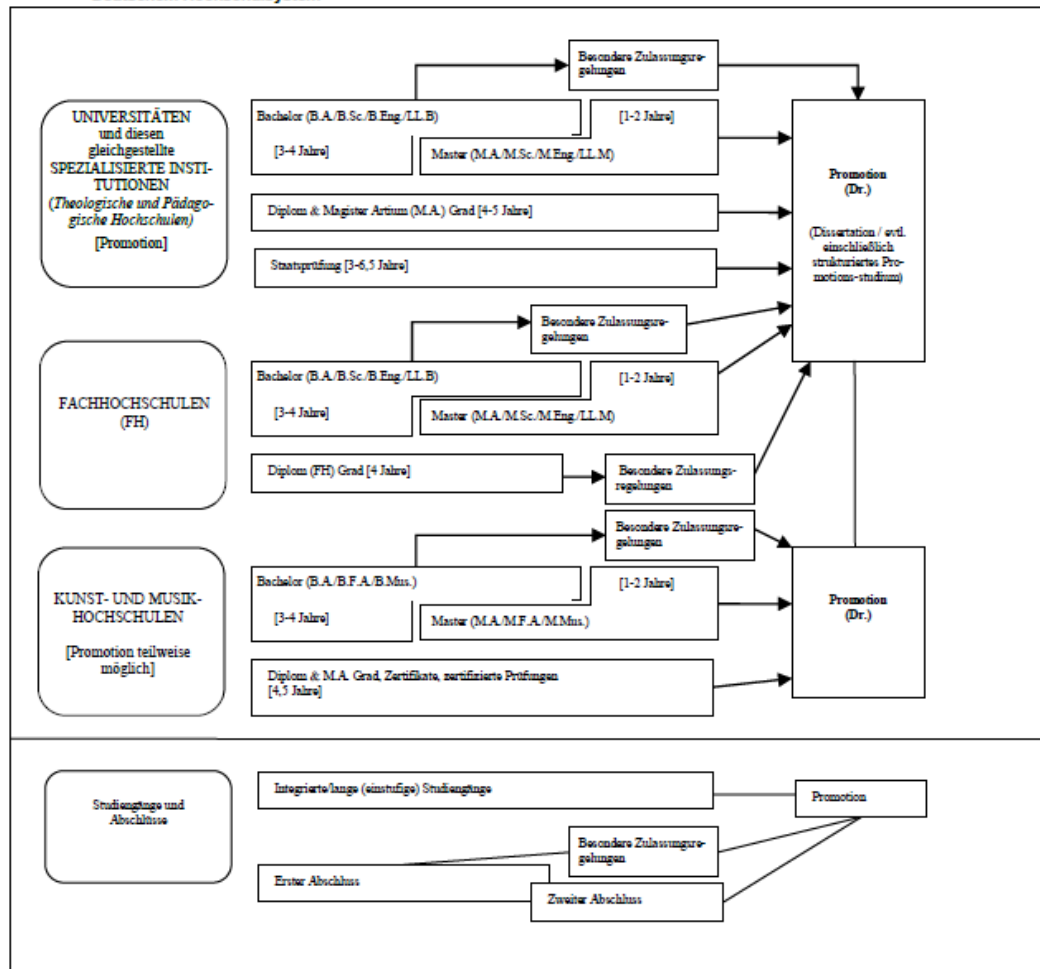 Besondere Zulassungsre-
gelungen
UNIVERSITÄTEN
und diesen
gleichgestellte
SPEZIALISIERTE INSTI-
TUTIONEN
(Theologische und Pädago-
gische Hochschulen)
[Promotion]
Bachelor (B.A./B.Sc./B.Eng./LL.B)
[3-4 Jahre]
[1-2 Jahre]
Master (M.A./M.Sc./M.Eng./LL.M)
Diplom & Magister Artium (M.A.) Grad [4-5 Jahre]
Staatsprüfung [3-6,5 Jahre]
Promotion
(Dr.)
(Dissertation / evtl.
einschließlich
strukturiertes Pro-
motions-studium)
Besondere Zulassungsre-
gelungen
FACHHOCHSCHULEN
(FH)
Bachelor (B.A./B.Sc./B.Eng./LL.B)
[3-4 Jahre]
[1-2 Jahre]
Master (M.A./M.Sc./M.Eng./LL.M)
Diplom (FH) Grad [4 Jahre]
Besondere Zulassungs-
regelungen
Besondere Zulassungsre-
gelungen
KUNST- UND MUSIK-
HOCHSCHULEN
[Promotion teilweise
möglich]
Bachelor (B.A./B.F.A./B.Mus.)
[3-4 Jahre]
[1-2 Jahre]
Master (M.A./M.F.A./M.Mus.)
Diplom & M.A. Grad, Zertifikate, zertifizierte Prüfungen
[4,5 Jahre]
Promotion
(Dr.)
Studiengänge und
Abschlüsse
Integrierte/lange (einstufige) Studiengänge
Promotion
Besondere Zulassungsre-
gelungen
Erster Abschluss
Zweiter Abschluss